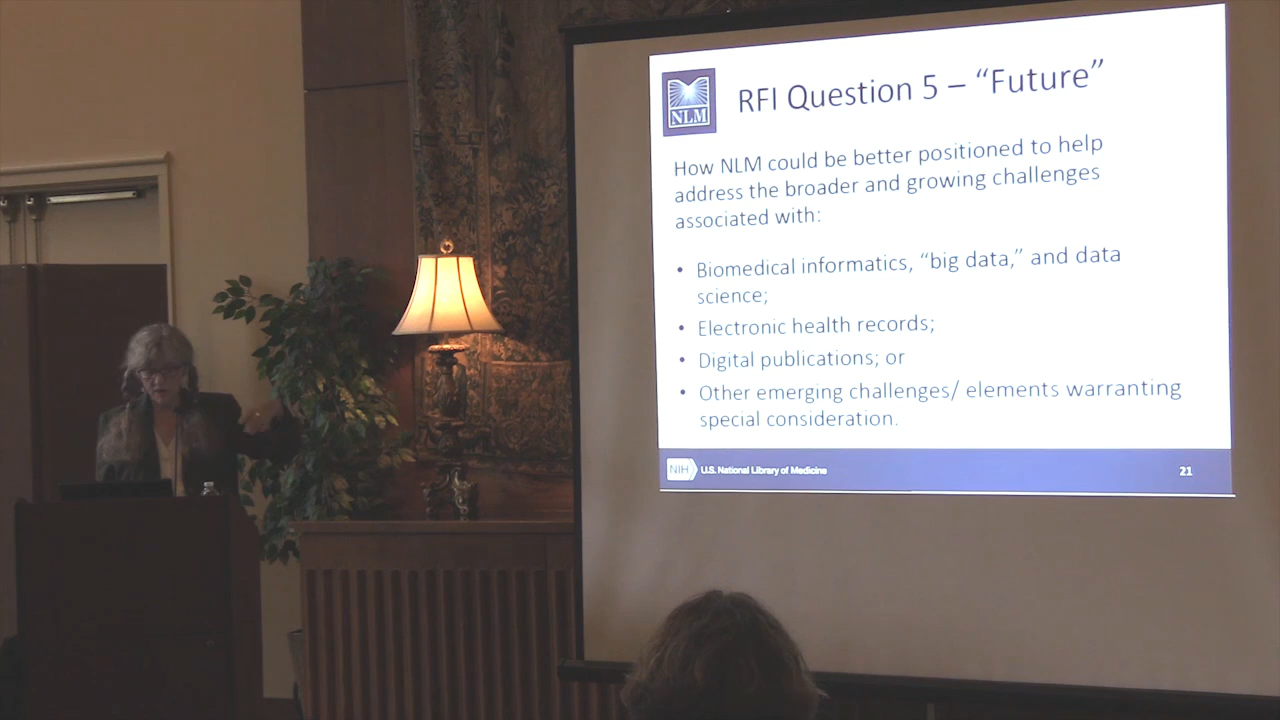 NLM
RFI Question 5 – “Future”
How NLM could be better positioned to help
address the broader and growing challenges
associated with:
• Biomedical informatics, “big data,” and data
science;
• Electronic health records;
• Digital publications; or
• Other emerging challenges/ elements warranting
special consideration.
NIH U.S. National Library of Medicine 21